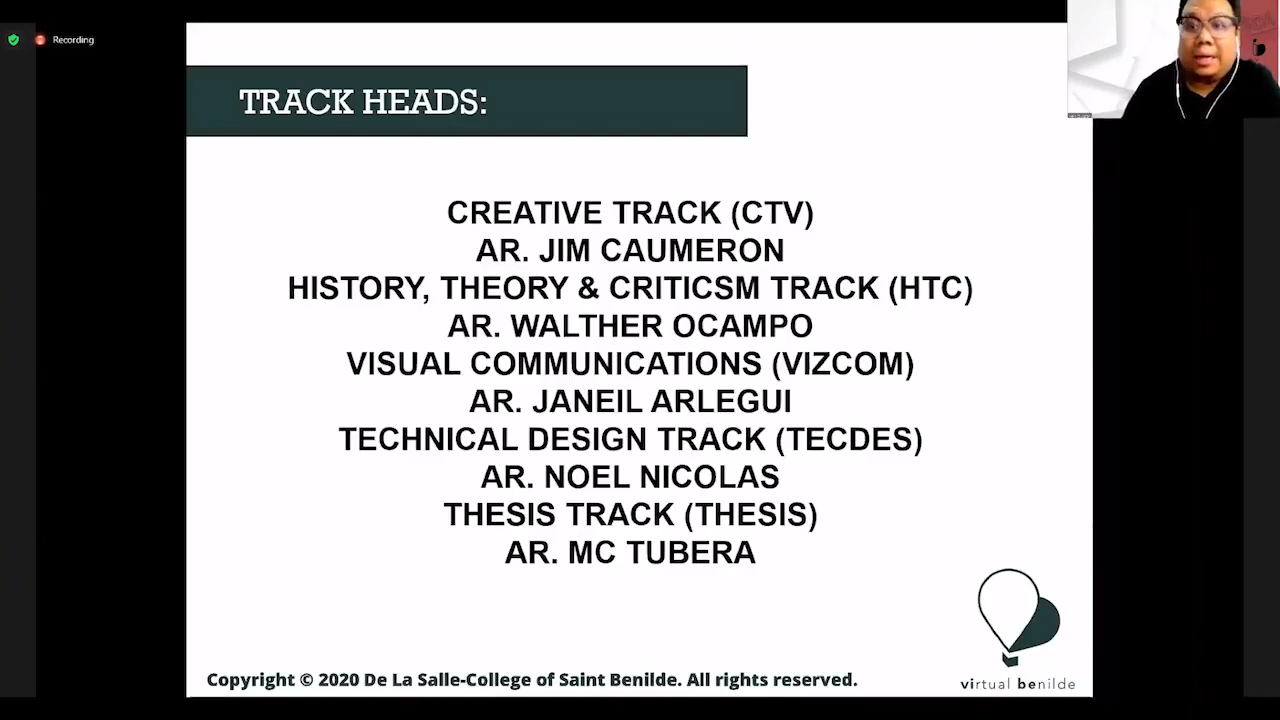 Recording
TRACK HEADS:
CREATIVE TRACK (CTV)
AR. JIM CAUMERON
HISTORY, THEORY & CRITICSM TRACK (HTC)
AR. WALTHER OCAMPO
VISUAL COMMUNICATIONS (VIZCOM)
AR. JANEIL ARLEGUI
TECHNICAL DESIGN TRACK (TECDES)
AR. NOEL NICOLAS
THESIS TRACK (THESIS)
AR. MC TUBERA
Copyright © 2020 De La Salle-College of Saint Benilde. All rights reserved.
virtual benilde